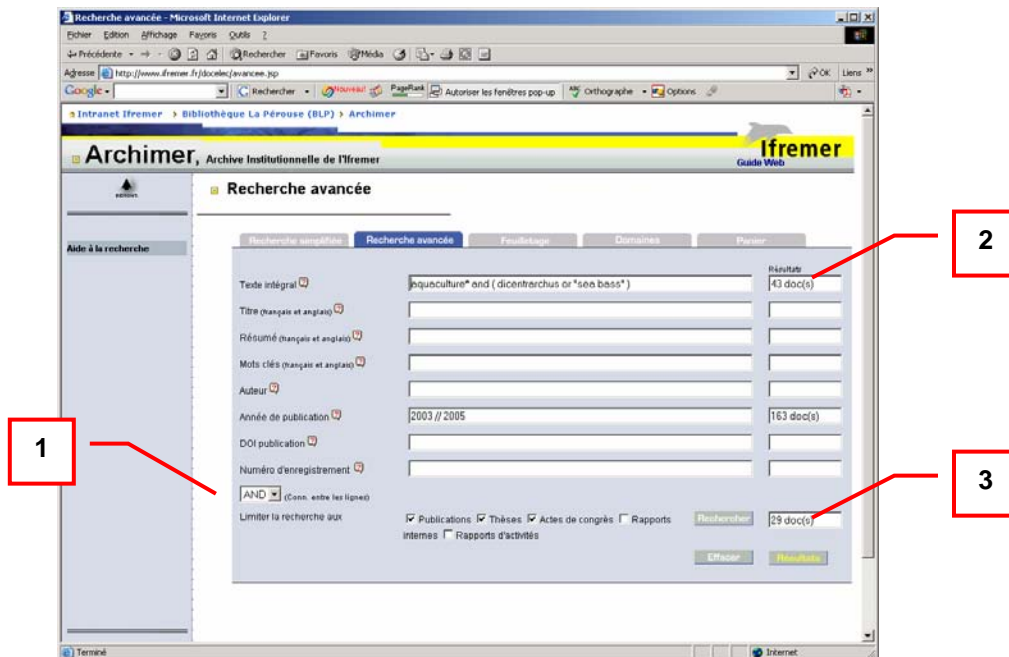 Recherche avancée - Microsoft Internet Explorer
Fichier Edition Affichage Favoris Outils ?
Précédente Rechercher Favoris Média
Adresse http://www.ifremer.fr/docelec/avancee.jsp OK Liens »
Google Rechercher Nouveau! PageRank Autoriser les fenêtres pop-up Orthographe Options
Intranet Ifremer > Bibliothèque La Pérouse (BLP) > Archimer
Archimer, Archive Institutionnelle de l'Ifremer
Ifremer
Guide Web
editions
Recherche avancée
Aide à la recherche
Recherche simplifiée Recherche avancée Feuilletage Domaines Panier
Résultats
Texte intégral ? aquaculture* and ( dicentrarchus or "sea bass" ) 43 doc(s)
2
Titre (français et anglais) ?
Résumé (français et anglais) ?
Mots clés (français et anglais) ?
Auteur ?
Année de publication ? 2003 // 2005 163 doc(s)
1
DOI publication ?
Numéro d'enregistrement ?
3
AND (Conn. entre les lignes)
Limiter la recherche aux Publications Thèses Actes de congrès Rapports Rechercher 29 doc(s)
internes Rapports d'activités
Effacer Résultats
Terminé Internet